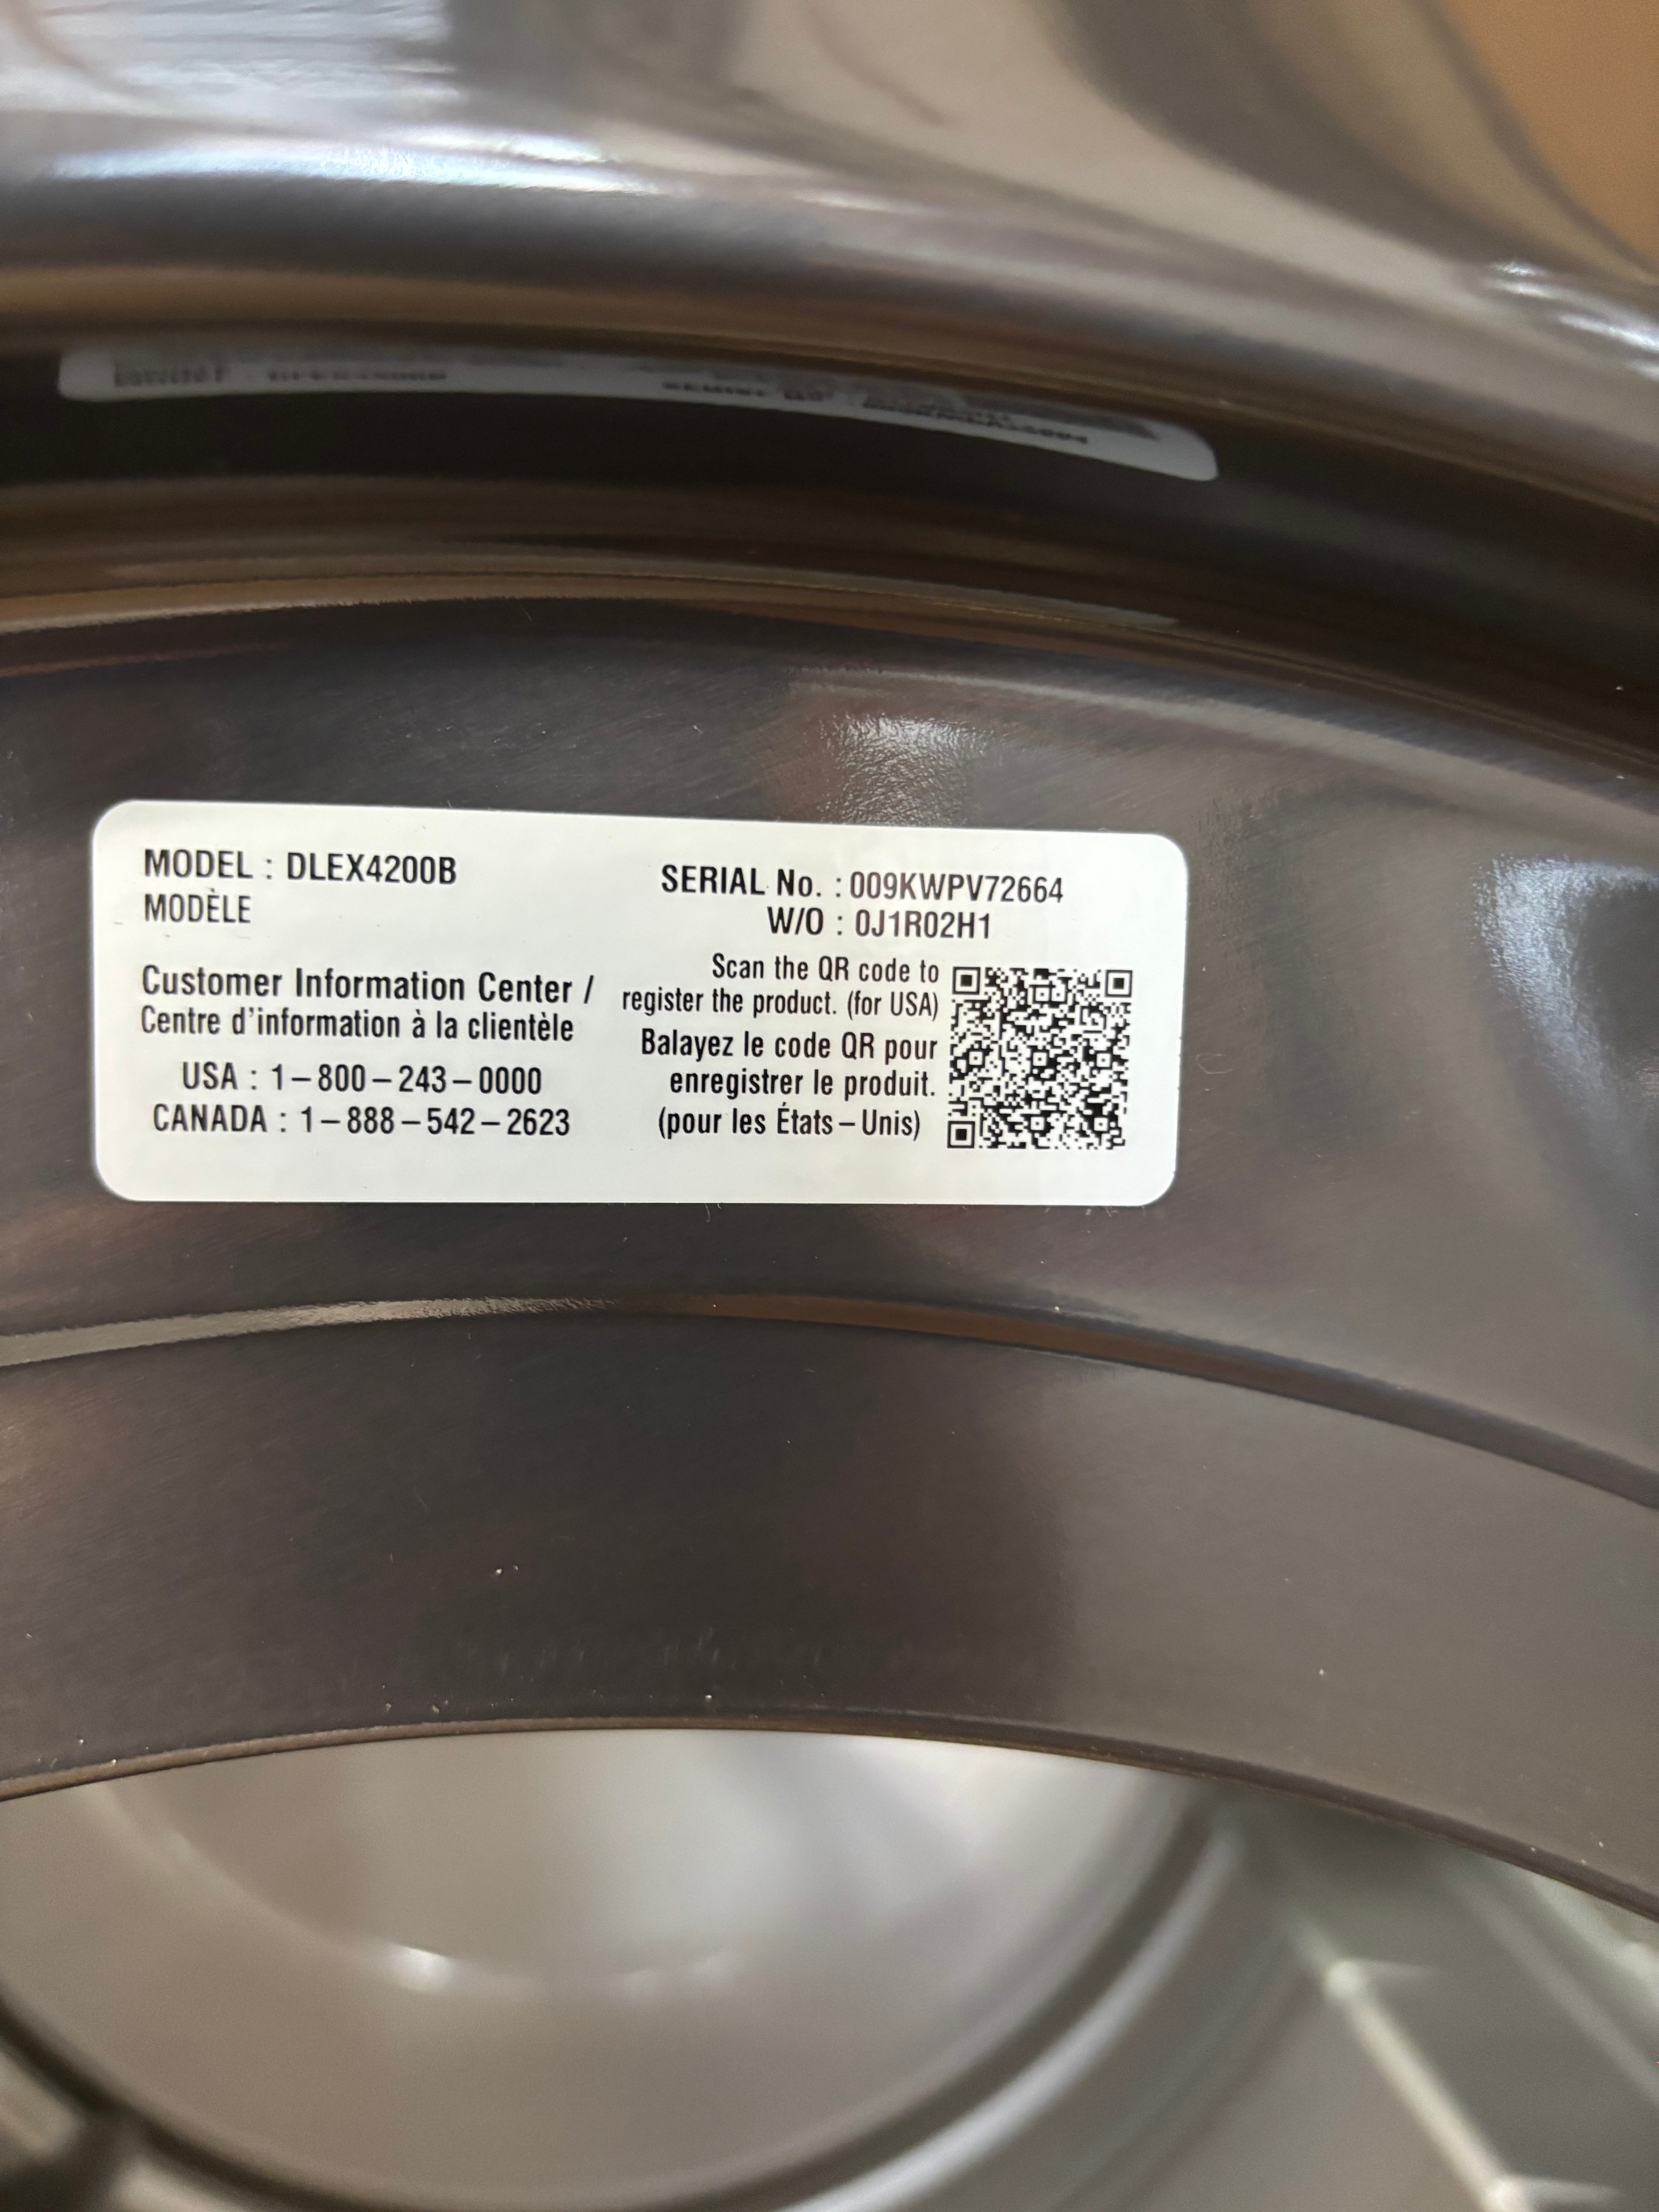 MODEL : DLEX4200B
MODÈLE
SERIAL No. : 009KWPV72664
W/O : 0J1R02H1
Customer Information Center /
Centre d'information à la clientèle
USA : 1-800-243-0000
CANADA : 1-888-542-2623
Scan the QR code to
register the product. (for USA)
Balayez le code QR pour
enregistrer le produit.
(pour les États-Unis)